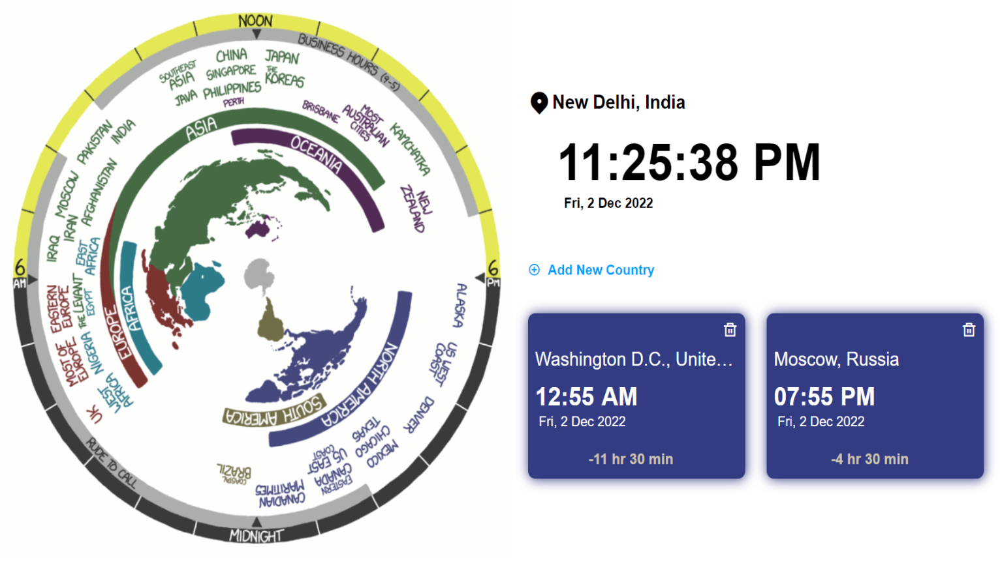 NOON
BUSINESS HOURS (9-5)
SOUTHEAST
ASIA
CHINA
SINGAPORE
JAPAN
THE
KOREAS
JAVA
PHILIPPINES
PERTH
BRISBANE
MOST
AUSTRALIAN
CITIES
KAMCHATKA
PAKISTAN
INDIA
ASIA
OCEANIA
MOSCOW
AFGHANISTAN
NEW
ZEALAND
IRAQ
IRAN
EAST
AFRICA
6
AM
6
PM
EASTERN
EUROPE
THE LEVANT
EGYPT
EUROPE
AFRICA
ALASKA
MOST OF
EUROPE
NIGERIA
WEST
AFRICA
US WEST
COAST
NORTH AMERICA
SOUTH AMERICA
UK
DENVER
TEXAS
CHICAGO
MEXICO
RUDE TO CALL
COASTAL
BRAZIL
US EAST
COAST
EASTERN
CANADA
CANADIAN
MARITIMES
MIDNIGHT
New Delhi, India
11:25:38 PM
Fri, 2 Dec 2022
Add New Country
Washington D.C., Unite...
12:55 AM
Fri, 2 Dec 2022
-11 hr 30 min
Moscow, Russia
07:55 PM
Fri, 2 Dec 2022
-4 hr 30 min